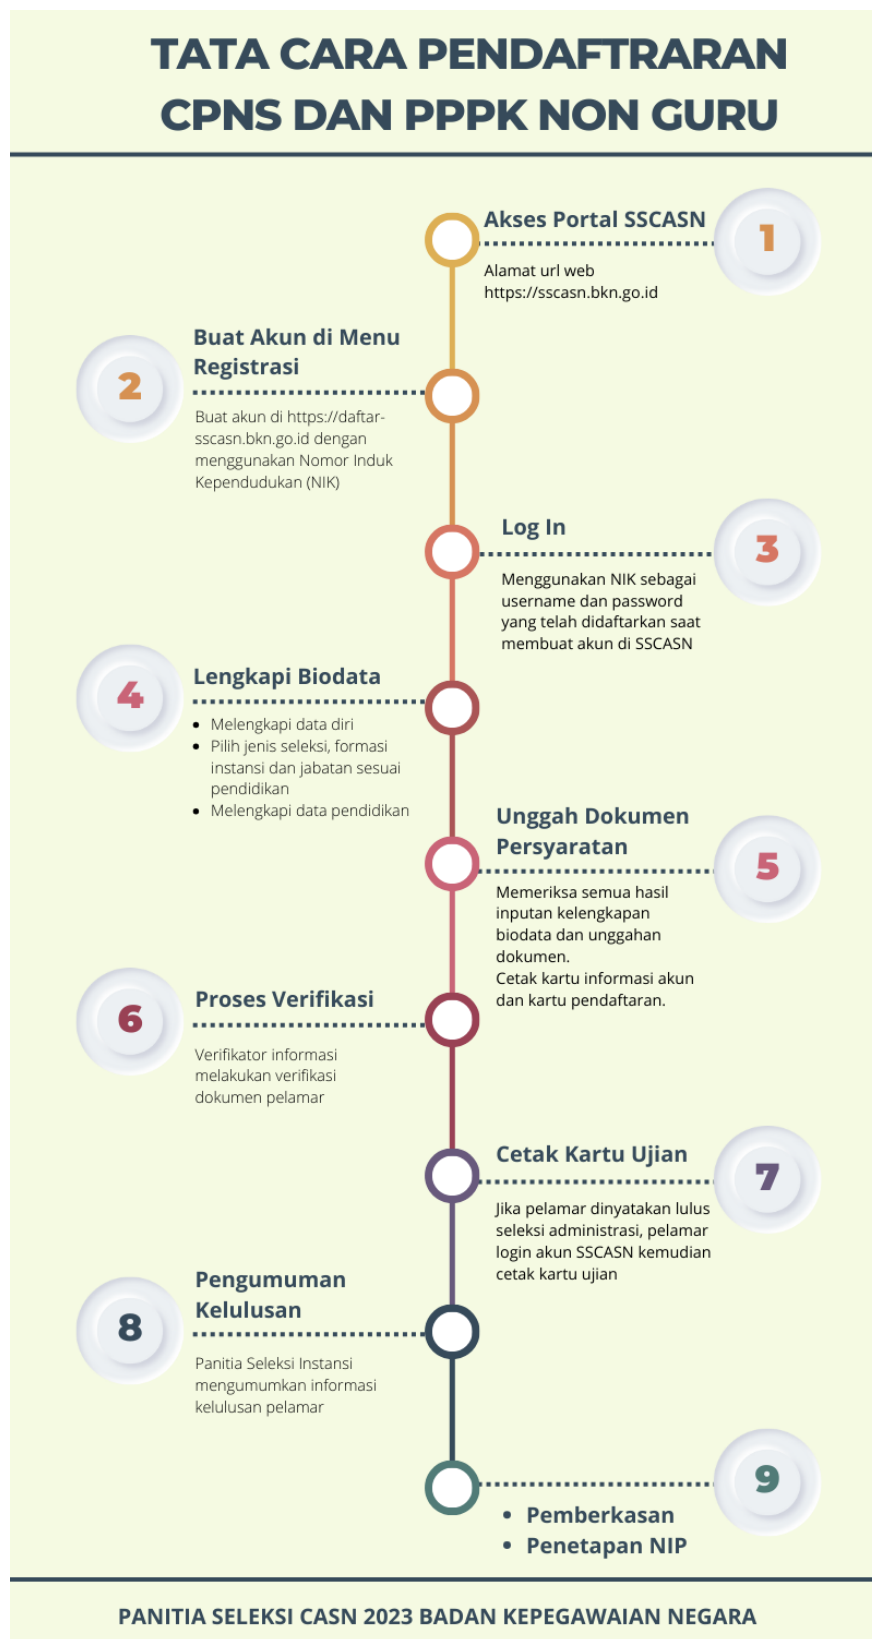 TATA CARA PENDAFTRARAN
CPNS DAN PPPK NON GURU
Akses Portal SSCASN
1
Alamat url web
https://sscasn.bkn.go.id
Buat Akun di Menu
Registrasi
2
Buat akun di https://daftar-
sscasn.bkn.go.id dengan
menggunakan Nomor Induk
Kependudukan (NIK)
Log In
3
Menggunakan NIK sebagai
username dan password
yang telah didaftarkan saat
membuat akun di SSCASN
4
Lengkapi Biodata
• Melengkapi data diri
• Pilih jenis seleksi, formasi
instansi dan jabatan sesuai
pendidikan
• Melengkapi data pendidikan
Unggah Dokumen
Persyaratan
5
Memeriksa semua hasil
inputan kelengkapan
biodata dan unggahan
dokumen.
Cetak kartu informasi akun
dan kartu pendaftaran.
6
Proses Verifikasi
Verifikator informasi
melakukan verifikasi
dokumen pelamar
Cetak Kartu Ujian
7
Jika pelamar dinyatakan lulus
seleksi administrasi, pelamar
login akun SSCASN kemudian
cetak kartu ujian
Pengumuman
Kelulusan
8
Panitia Seleksi Instansi
mengumumkan informasi
kelulusan pelamar
9
• Pemberkasan
• Penetapan NIP
PANITIA SELEKSI CASN 2023 BADAN KEPEGAWAIAN NEGARA